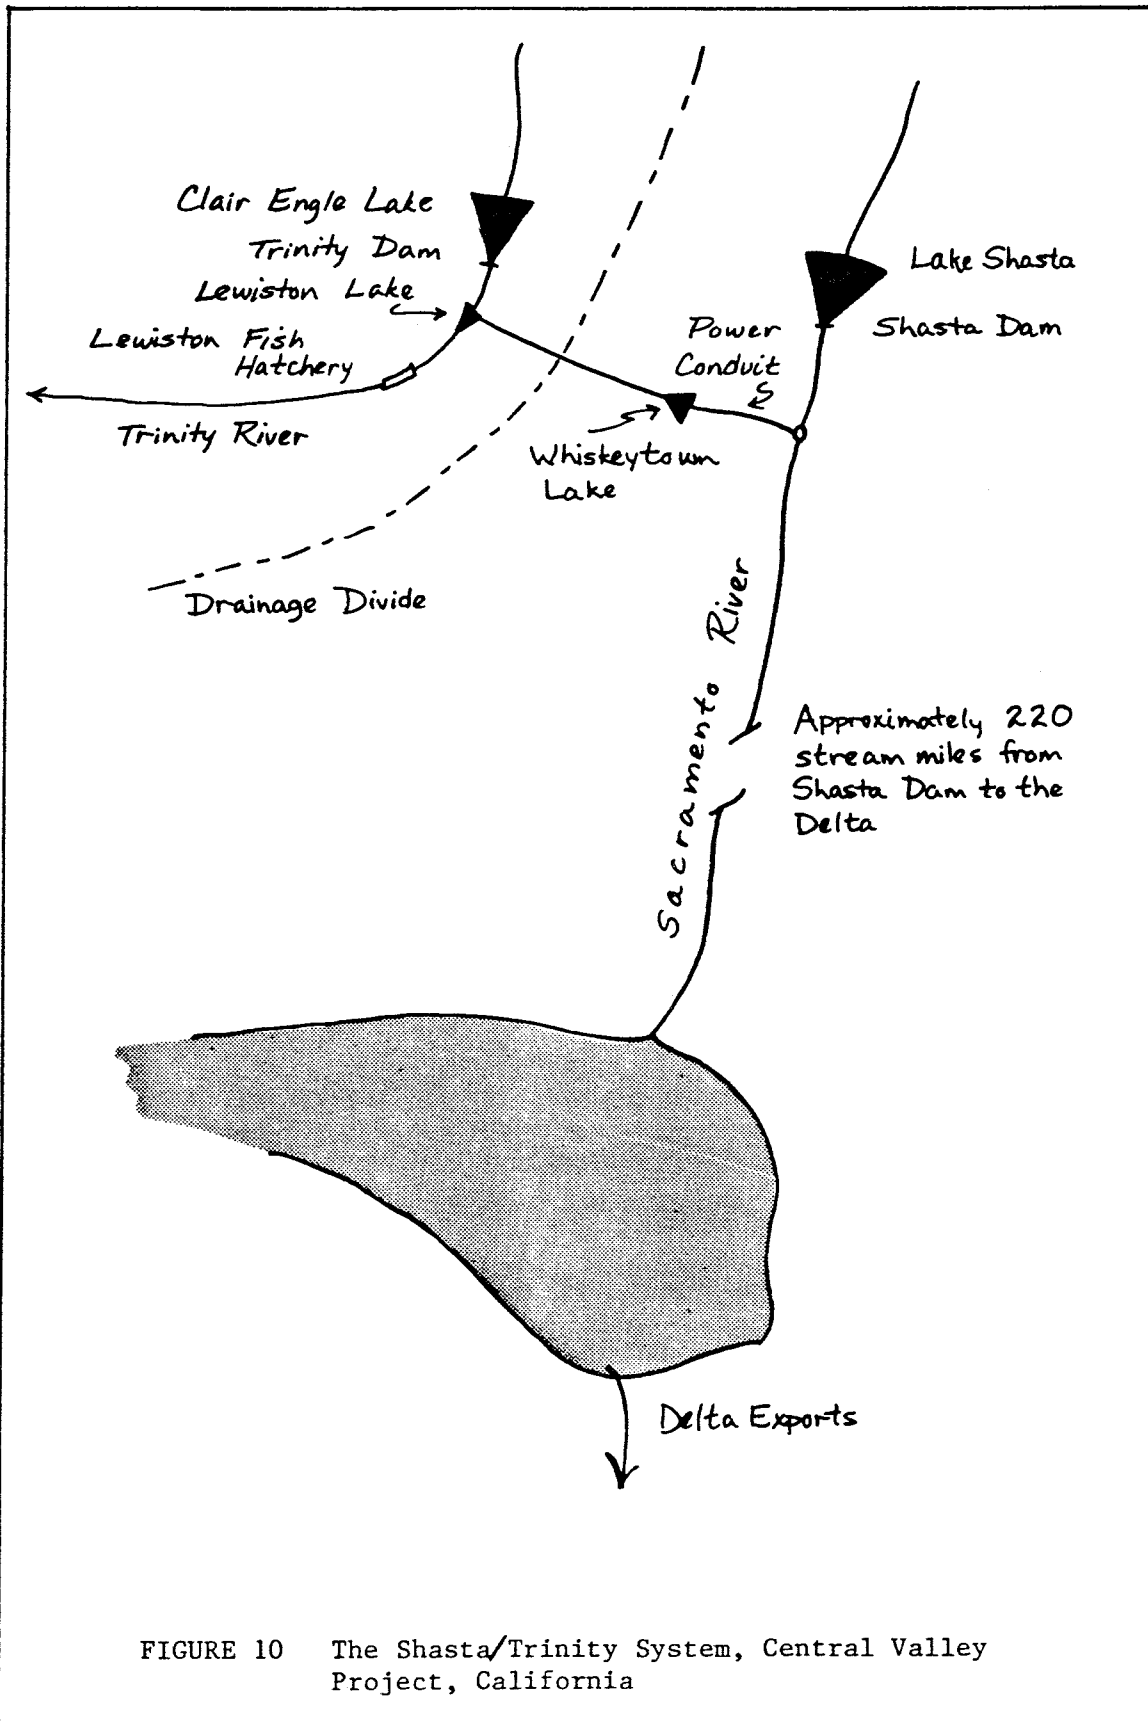 Clair Engle Lake
Trinity Dam
Lewiston Lake
Lewiston Fish
Hatchery
Trinity River
Lake Shasta
Shasta Dam
Power
Conduit
Whiskeytown
Lake
Drainage Divide
Sacramento River
Approximately 220
stream miles from
Shasta Dam to the
Delta
Delta Exports
FIGURE 10 The Shasta/Trinity System, Central Valley
Project, California